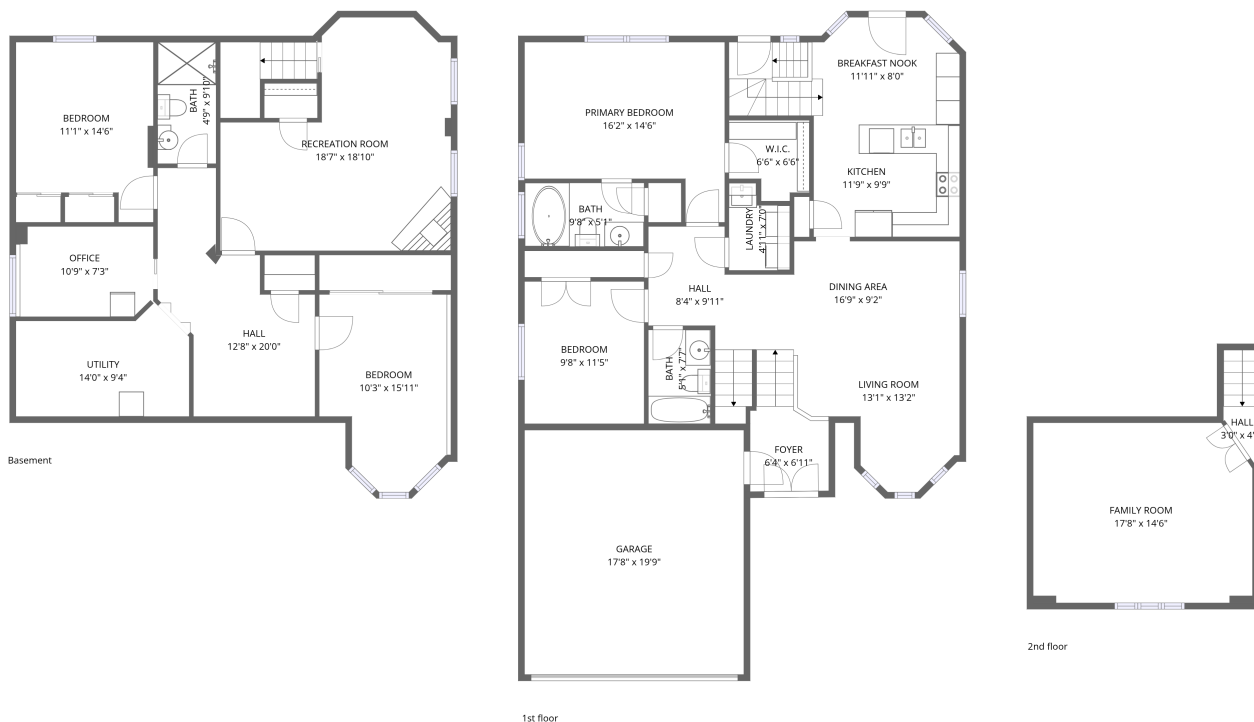 BEDROOM
11'1" x 14'6"
BATH
4'9" x 9'10"
RECREATION ROOM
18'7" x 18'10"
OFFICE
10'9" x 7'3"
UTILITY
14'0" x 9'4"
HALL
12'8" x 20'0"
BEDROOM
10'3" x 15'11"
Basement
PRIMARY BEDROOM
16'2" x 14'6"
BREAKFAST NOOK
11'11" x 8'0"
W.I.C.
6'6" x 6'6"
KITCHEN
11'9" x 9'9"
BATH
9'8" x 5'1"
LAUNDRY
4'11" x 7'0"
HALL
8'4" x 9'11"
DINING AREA
16'9" x 9'2"
BEDROOM
9'8" x 11'5"
BATH
5'1" x 7'7"
LIVING ROOM
13'1" x 13'2"
FOYER
6'4" x 6'11"
GARAGE
17'8" x 19'9"
1st floor
HALL
3'0" x 4'
FAMILY ROOM
17'8" x 14'6"
2nd floor